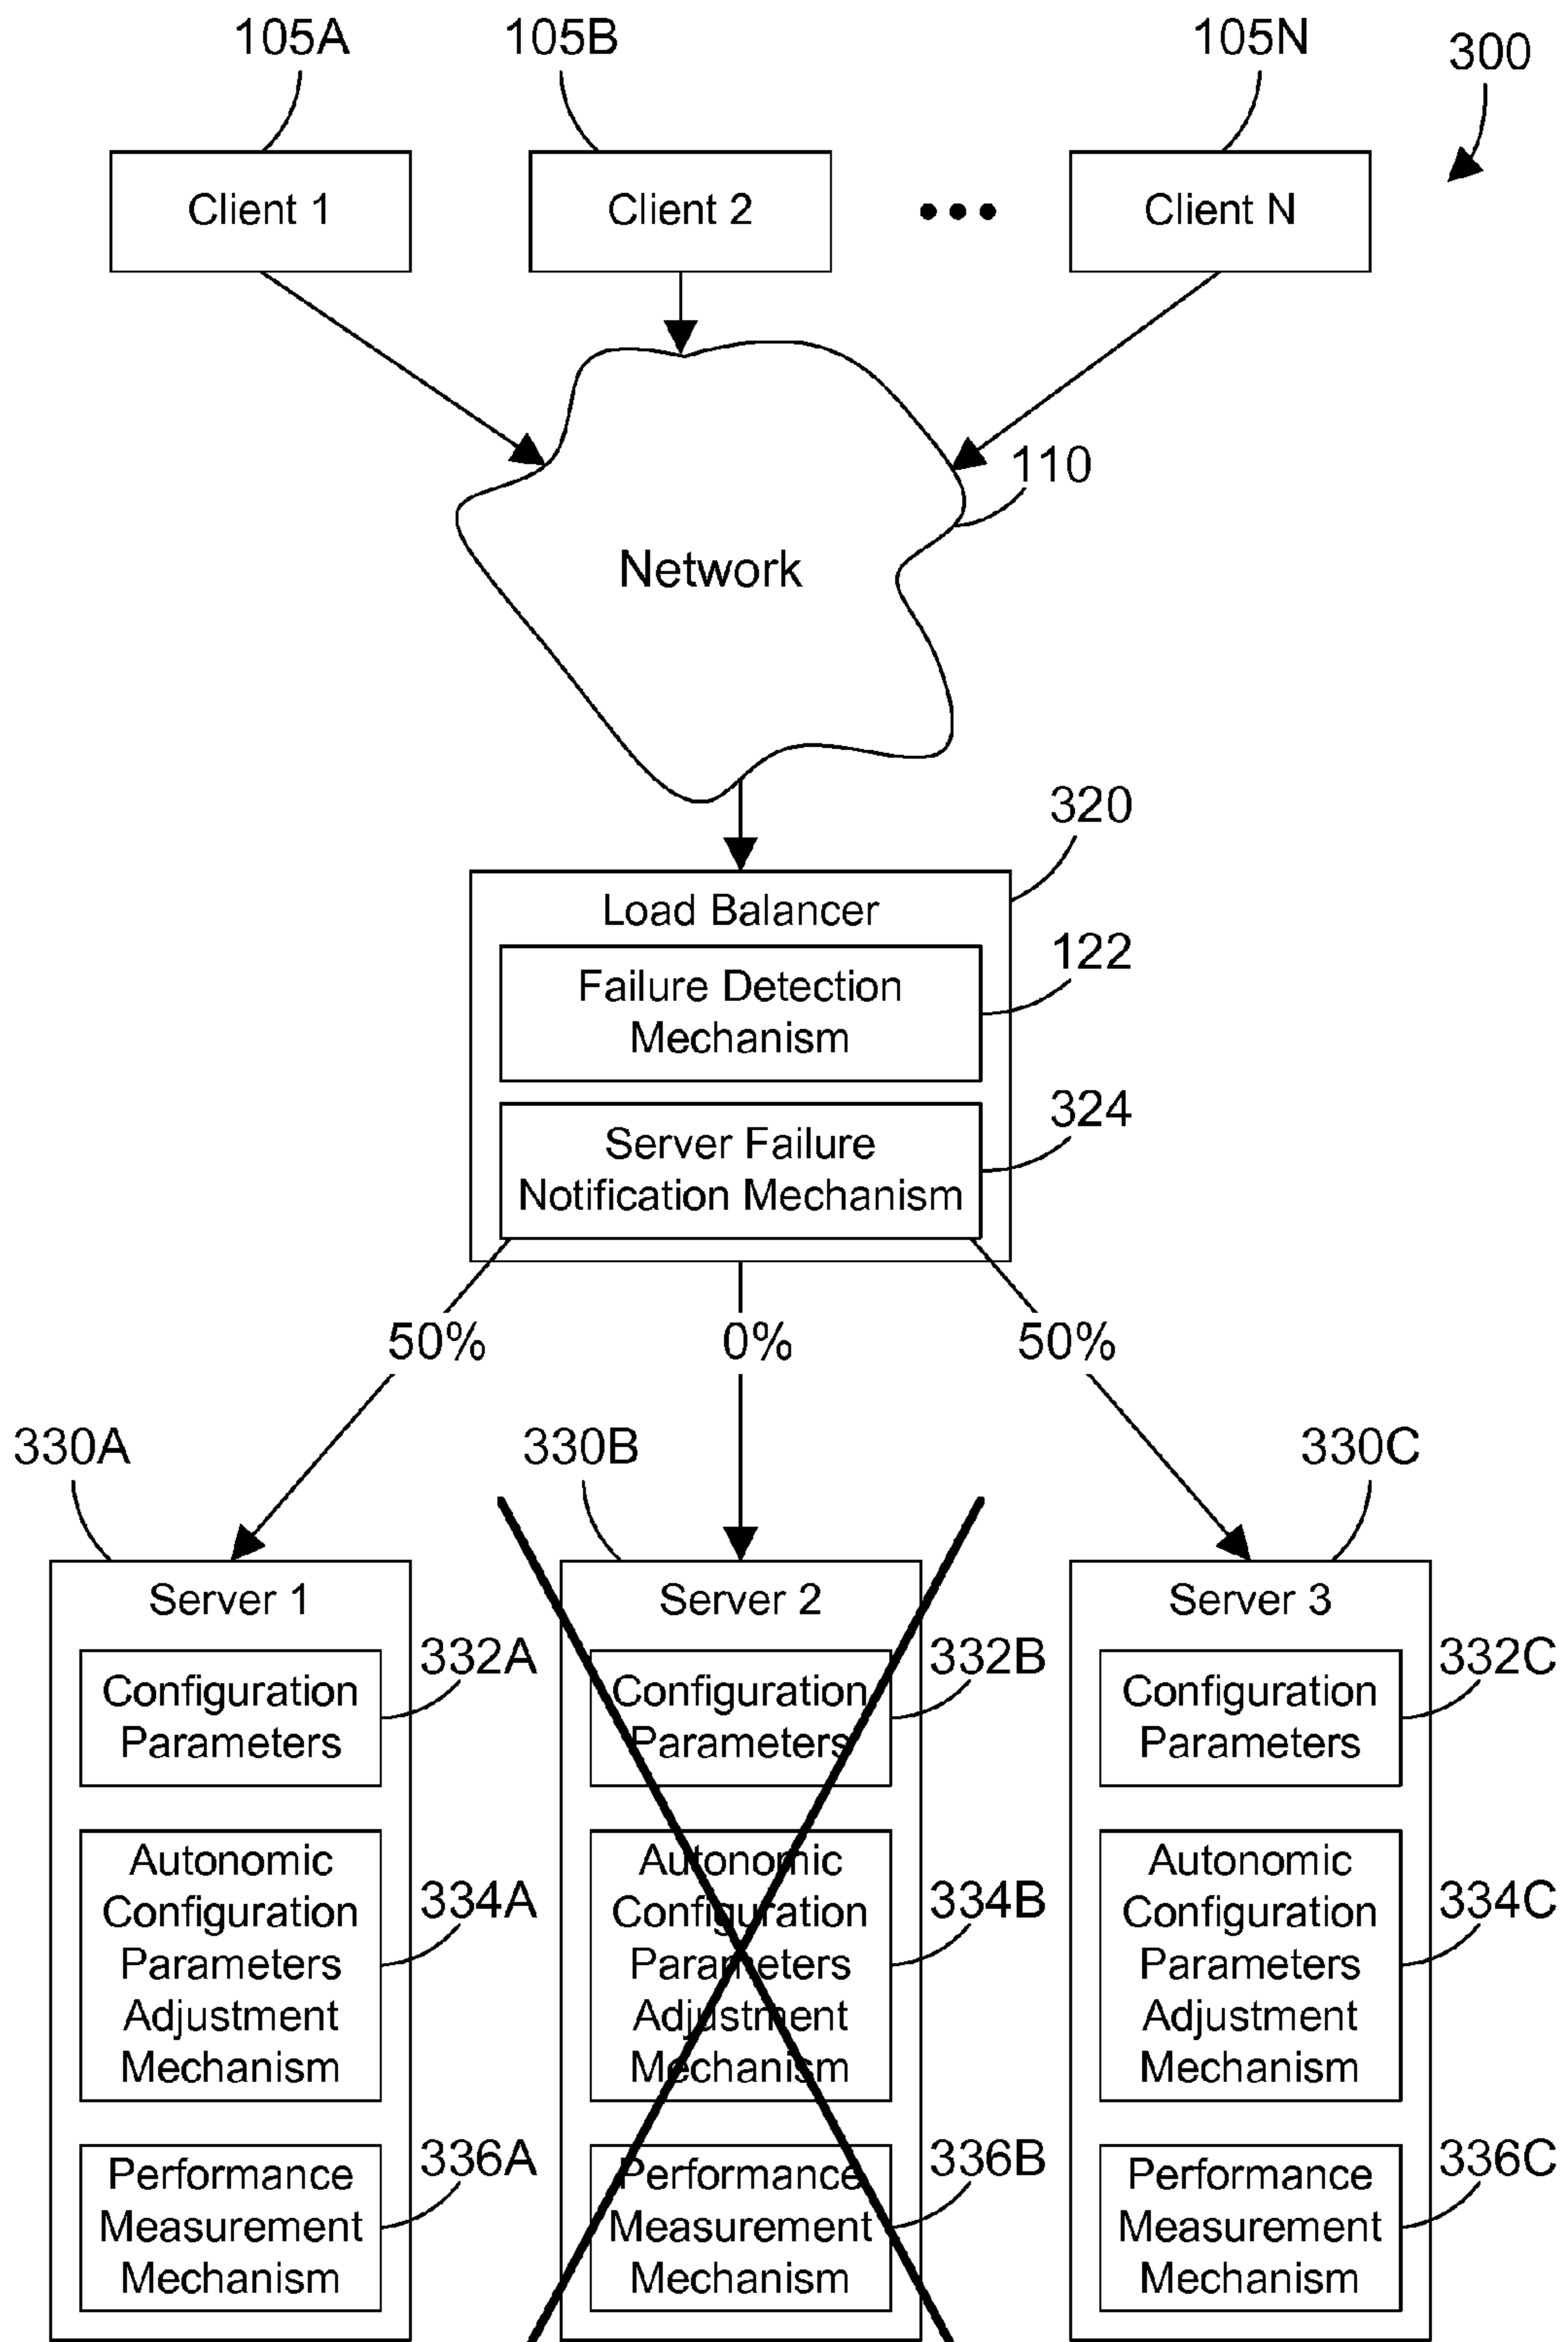 105A
105B
105N
300
Client 1
Client 2
Client N
110
Network
320
Load Balancer
122
Failure Detection
Mechanism
324
Server Failure
Notification Mechanism
50%
0%
50%
330A
330B
330C
Server 1
332A
Configuration
Parameters
334A
Autonomic
Configuration
Parameters
Adjustment
Mechanism
336A
Performance
Measurement
Mechanism
Server 2
332B
Configuration
Parameters
334B
Autonomic
Configuration
Parameters
Adjustment
Mechanism
336B
Performance
Measurement
Mechanism
Server 3
332C
Configuration
Parameters
334C
Autonomic
Configuration
Parameters
Adjustment
Mechanism
336C
Performance
Measurement
Mechanism